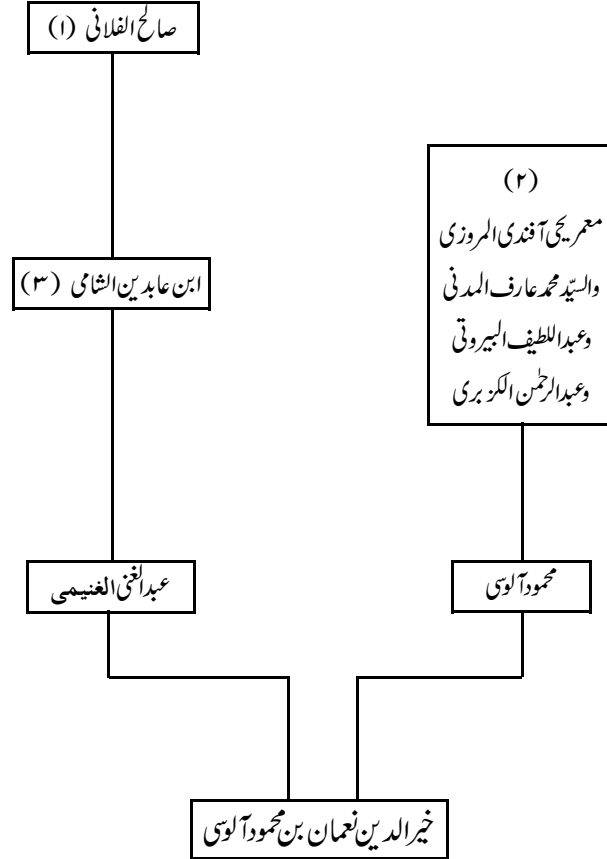 صالح الفلانی (۱)
(۲)
معمر یحیٰ آفندی المروزی
والسیّد محمد عارف المدنی
وعبداللطیف البیروتی
وعبدالرحمٰن الکزبری
ابن عابدین الشامی (۳)
محمود آلوسی
عبدالغنی الغنیمی
خیرالدین نعمان بن محمود آلوسی